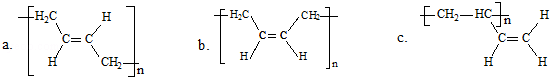 a. H₂C H C=C H CH₂ n
b. H₂C CH₂ C=C H H n
c. CH₂ HC n H C=C H H